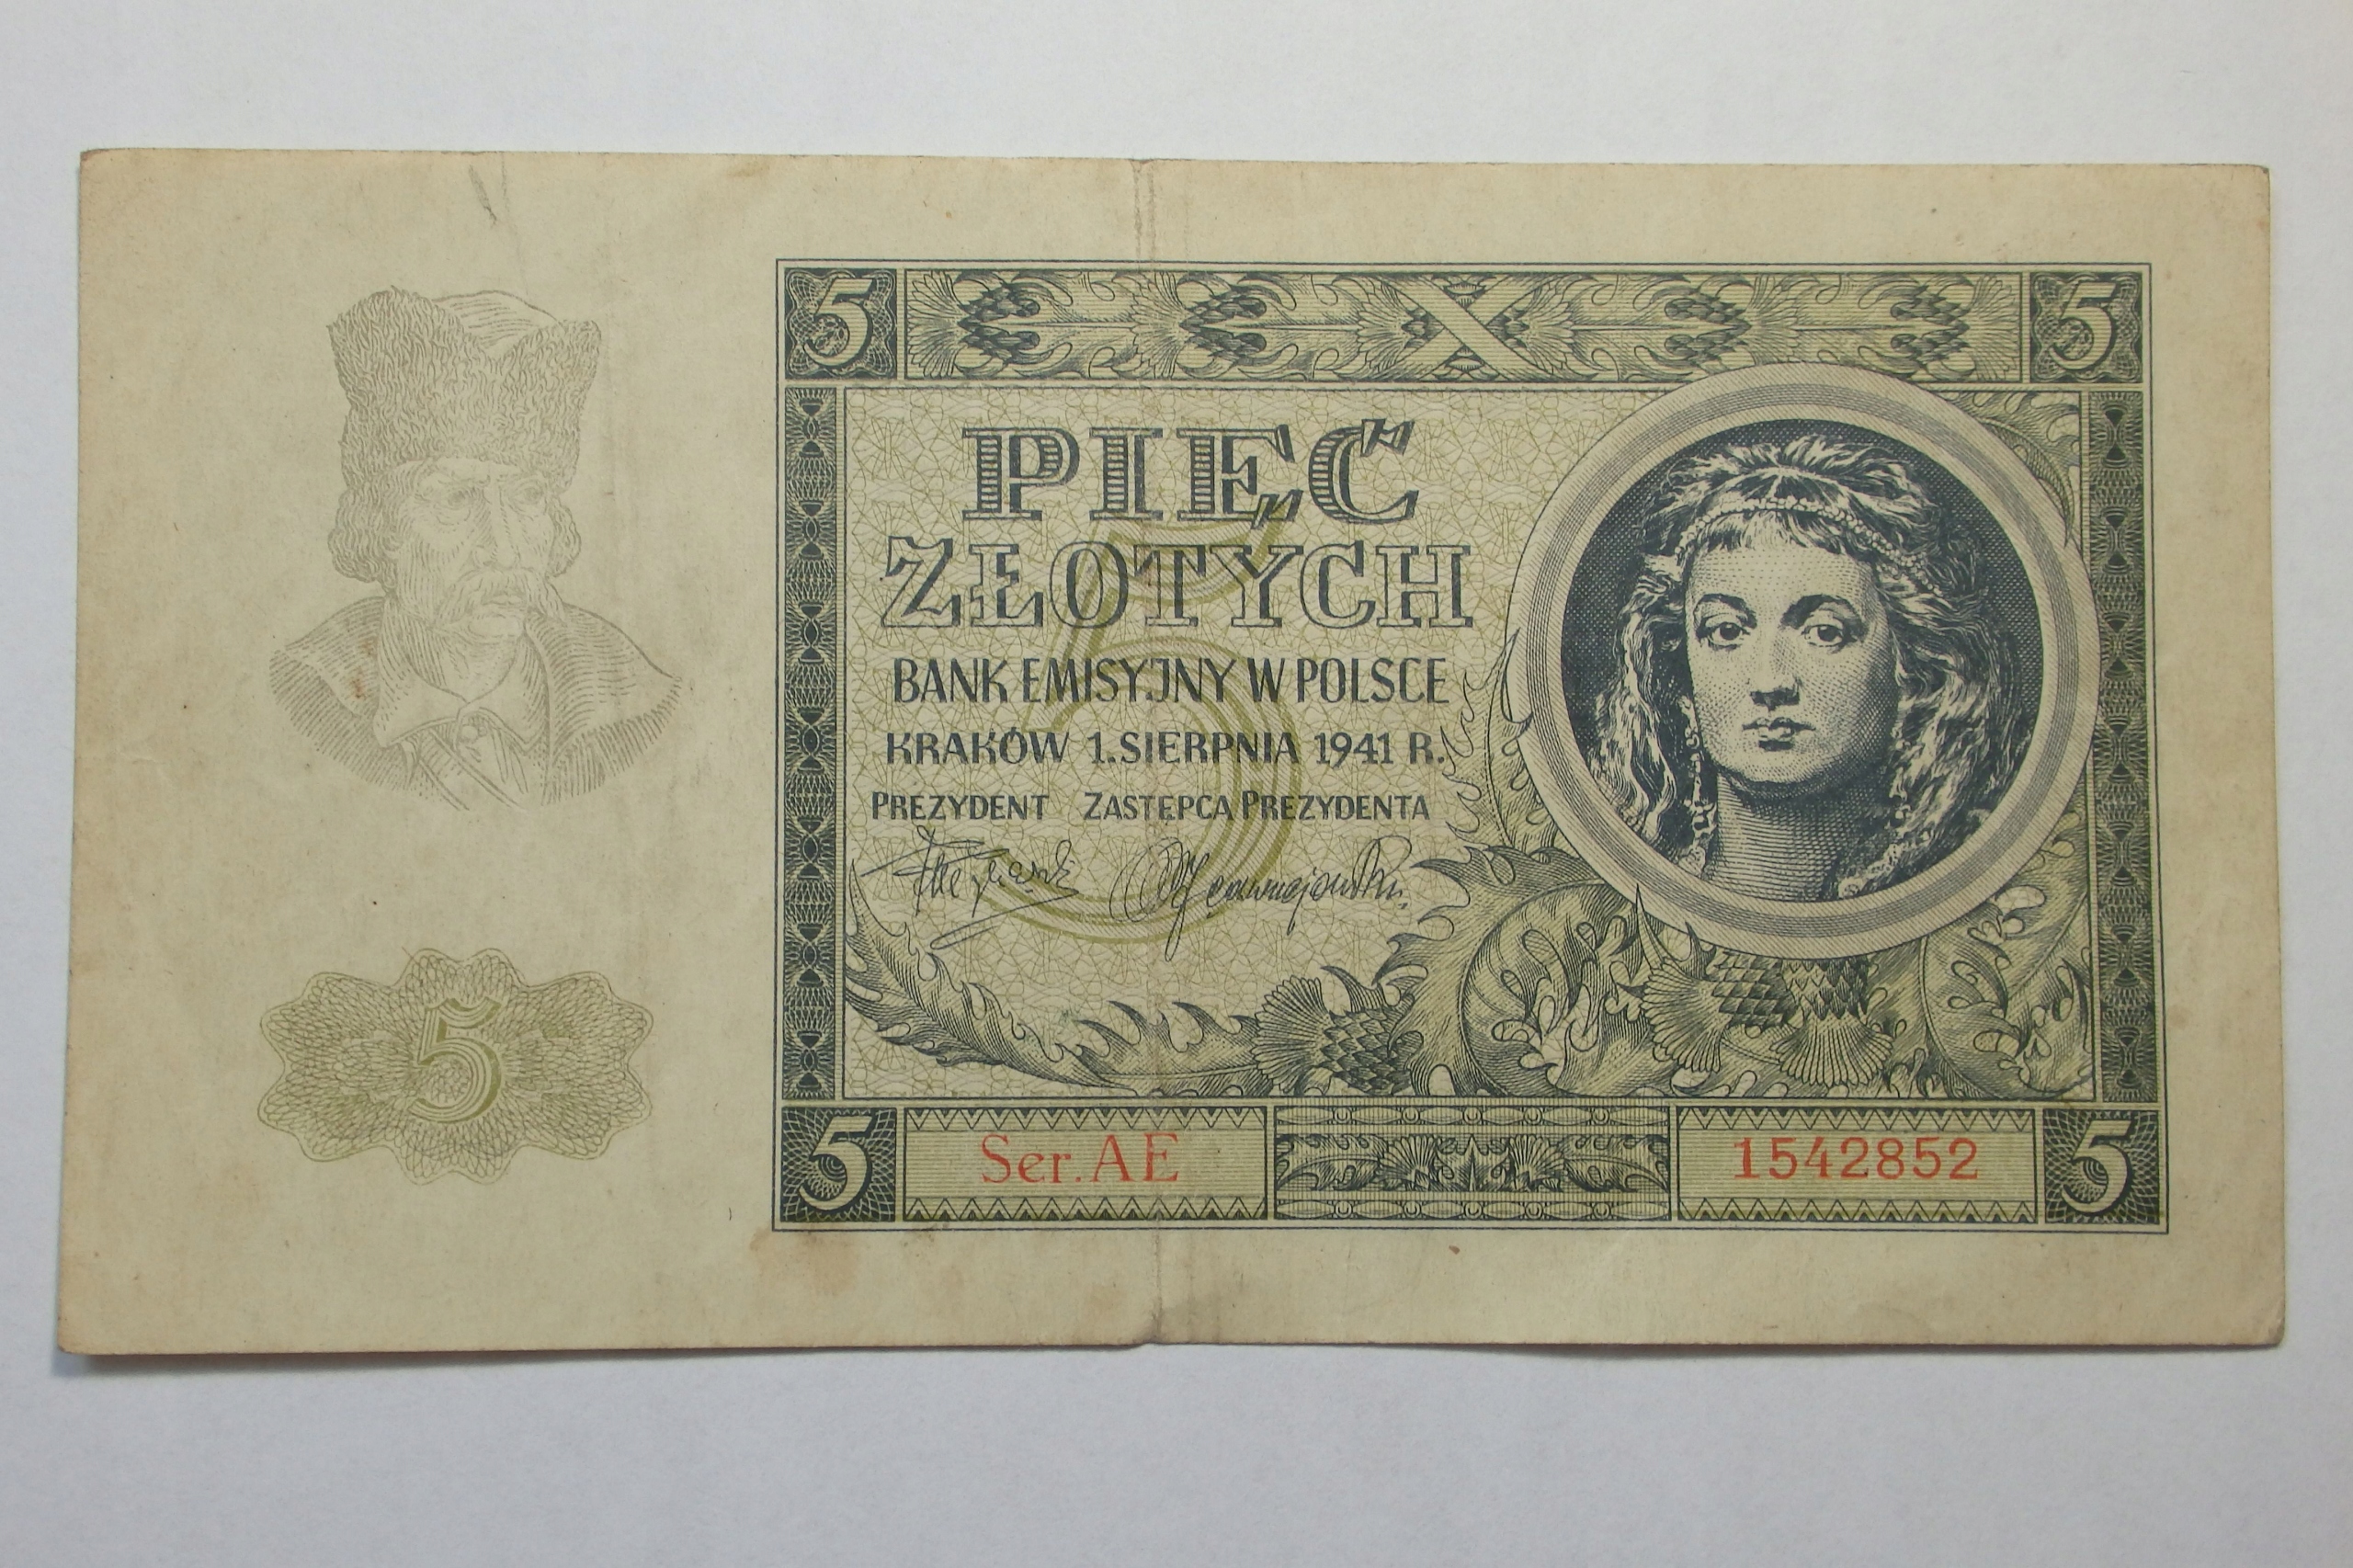 5 5
PIĘĆ
ZŁOTYCH
BANK EMISYJNY W POLSCE
KRAKÓW 1. SIERPNIA 1941 R.
PREZYDENT ZASTĘPCA PREZYDENTA
5
5
5 Ser. AE 1542852 5